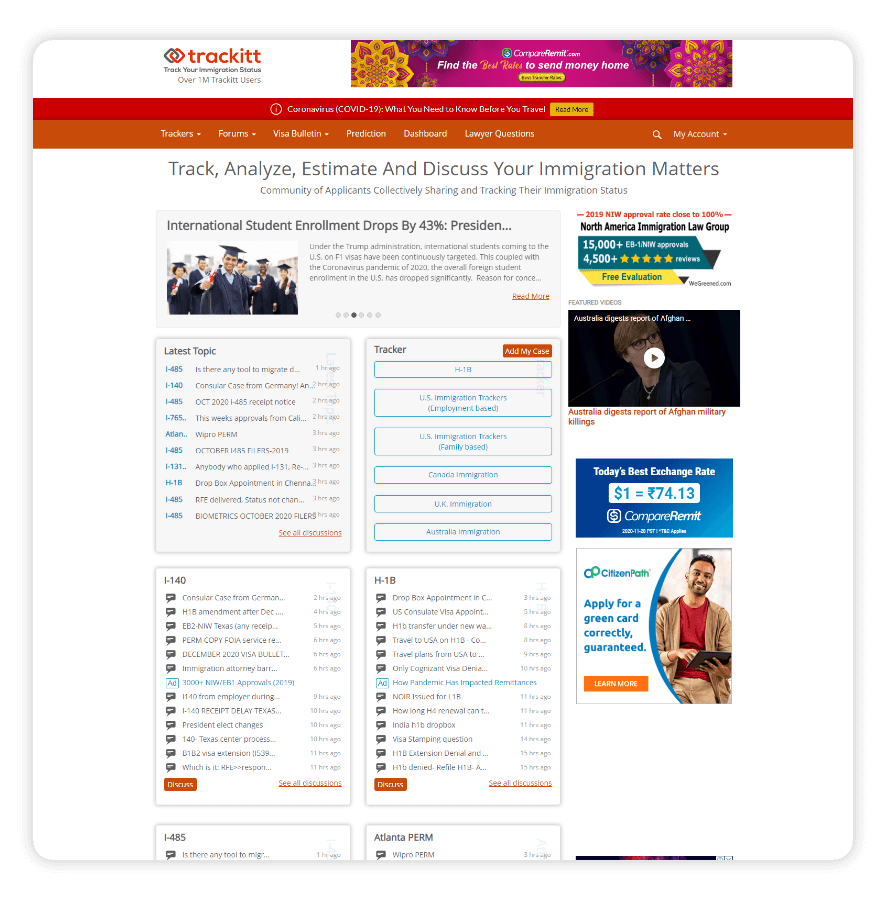 trackitt
Track Your Immigration Status
Over 1M Trackitt Users
CompareRemit.com
Find the Best Rates to send money home
Best Transfer Rates
Coronavirus (COVID-19): What You Need to Know Before You Travel Read More
Trackers Forums Visa Bulletin Prediction Dashboard Lawyer Questions My Account
Track, Analyze, Estimate And Discuss Your Immigration Matters
Community of Applicants Collectively Sharing and Tracking Their Immigration Status
International Student Enrollment Drops By 43%: Presiden...
Under the Trump administration, international students coming to the
U.S. on F1 visas have been continuously targeted. This coupled with
the Coronavirus pandemic of 2020, the overall foreign student
enrollment in the U.S. has dropped significantly. Reason for conce...
Read More
— 2019 NIW approval rate close to 100% —
North America Immigration Law Group
15,000+ EB-1/NIW approvals
4,500+ reviews
Free Evaluation
WeGreened.com
FEATURED VIDEOS
Australia digests report of Afghan ...
Australia digests report of Afghan military
killings
Latest Topic
I-485 Is there any tool to migrate d... 1 hr ago
I-140 Consular Case from Germany! An... 2 hrs ago
I-485 OCT 2020 I-485 receipt notice 2 hrs ago
I-765.. This weeks approvals from Cali... 2 hrs ago
Atlan.. Wipro PERM 3 hrs ago
I-485 OCTOBER I485 FILERS-2019 3 hrs ago
I-131.. Anybody who applied I-131. Re-... 3 hrs ago
H-1B Drop Box Appointment in Chenna... 3 hrs ago
I-485 RFE delivered, Status not chan... 3 hrs ago
I-485 BIOMETRICS OCTOBER 2020 FILERS hrs ago
See all discussions
Tracker
Add My Case
H-1B
U.S. Immigration Trackers
(Employment based)
U.S. Immigration Trackers
(Family based)
Canada Immigration
U.K. Immigration
Australia Immigration
Today's Best Exchange Rate
$1 = ₹74.13
CompareRemit
2020-11-20 PST | *T&C Applies
CitizenPath
Apply for a
green card
correctly,
guaranteed.
LEARN MORE
I-140
Consular Case from German... 2 hrs ago
H1B amendment after Dec .... 4 hrs ago
EB2-NIW Texas (any receip... 5 hrs ago
PERM COPY FOIA service re... 6 hrs ago
DECEMBER 2020 VISA BULLET... 6 hrs ago
Immigration attorney barr... 6 hrs ago
Ad 3000+ NIW/EB1 Approvals (2019)
I140 from employer during... 9 hrs ago
I-140 RECEIPT DELAY TEXAS... 10 hrs ago
President elect changes 10 hrs ago
140- Texas center process... 10 hrs ago
B1B2 visa extension (I539... 11 hrs ago
Which is it: RFE>>respon... 11 hrs ago
Discuss See all discussions
H-1B
Drop Box Appointment in C... 3 hrs ago
US Consulate Visa Appoint... 5 hrs ago
H1b transfer under new wa... 8 hrs ago
Travel to USA on H1B - Co... 8 hrs ago
Travel plans from USA to ... 9 hrs ago
Only Cognizant Visa Denia... 10 hrs ago
Ad How Pandemic Has Impacted Remittances
NOIR Issued for L1B 11 hrs ago
How long H4 renewal can t... 11 hrs ago
India h1b dropbox 11 hrs ago
Visa Stamping question 14 hrs ago
H1B Extension Denial and ... 15 hrs ago
H1b denied- Refile H1B- A... 15 hrs ago
Discuss See all discussions
I-485
Is there any tool to migr... 1 hr ago
Atlanta PERM
Wipro PERM 3 hrs ago